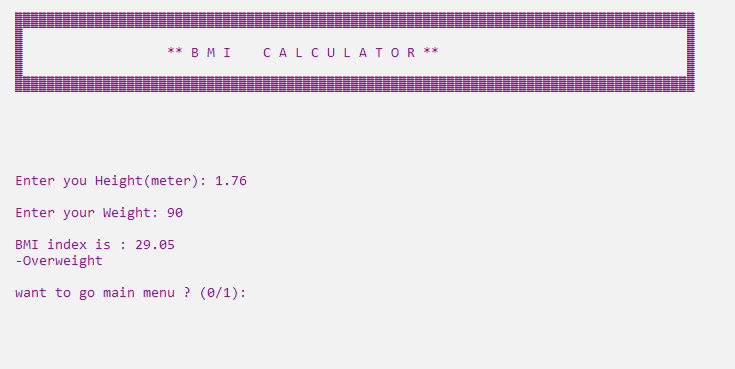 ** B M I    C A L C U L A T O R **
Enter you Height(meter): 1.76
Enter your Weight: 90
BMI index is : 29.05
-Overweight
want to go main menu ? (0/1):